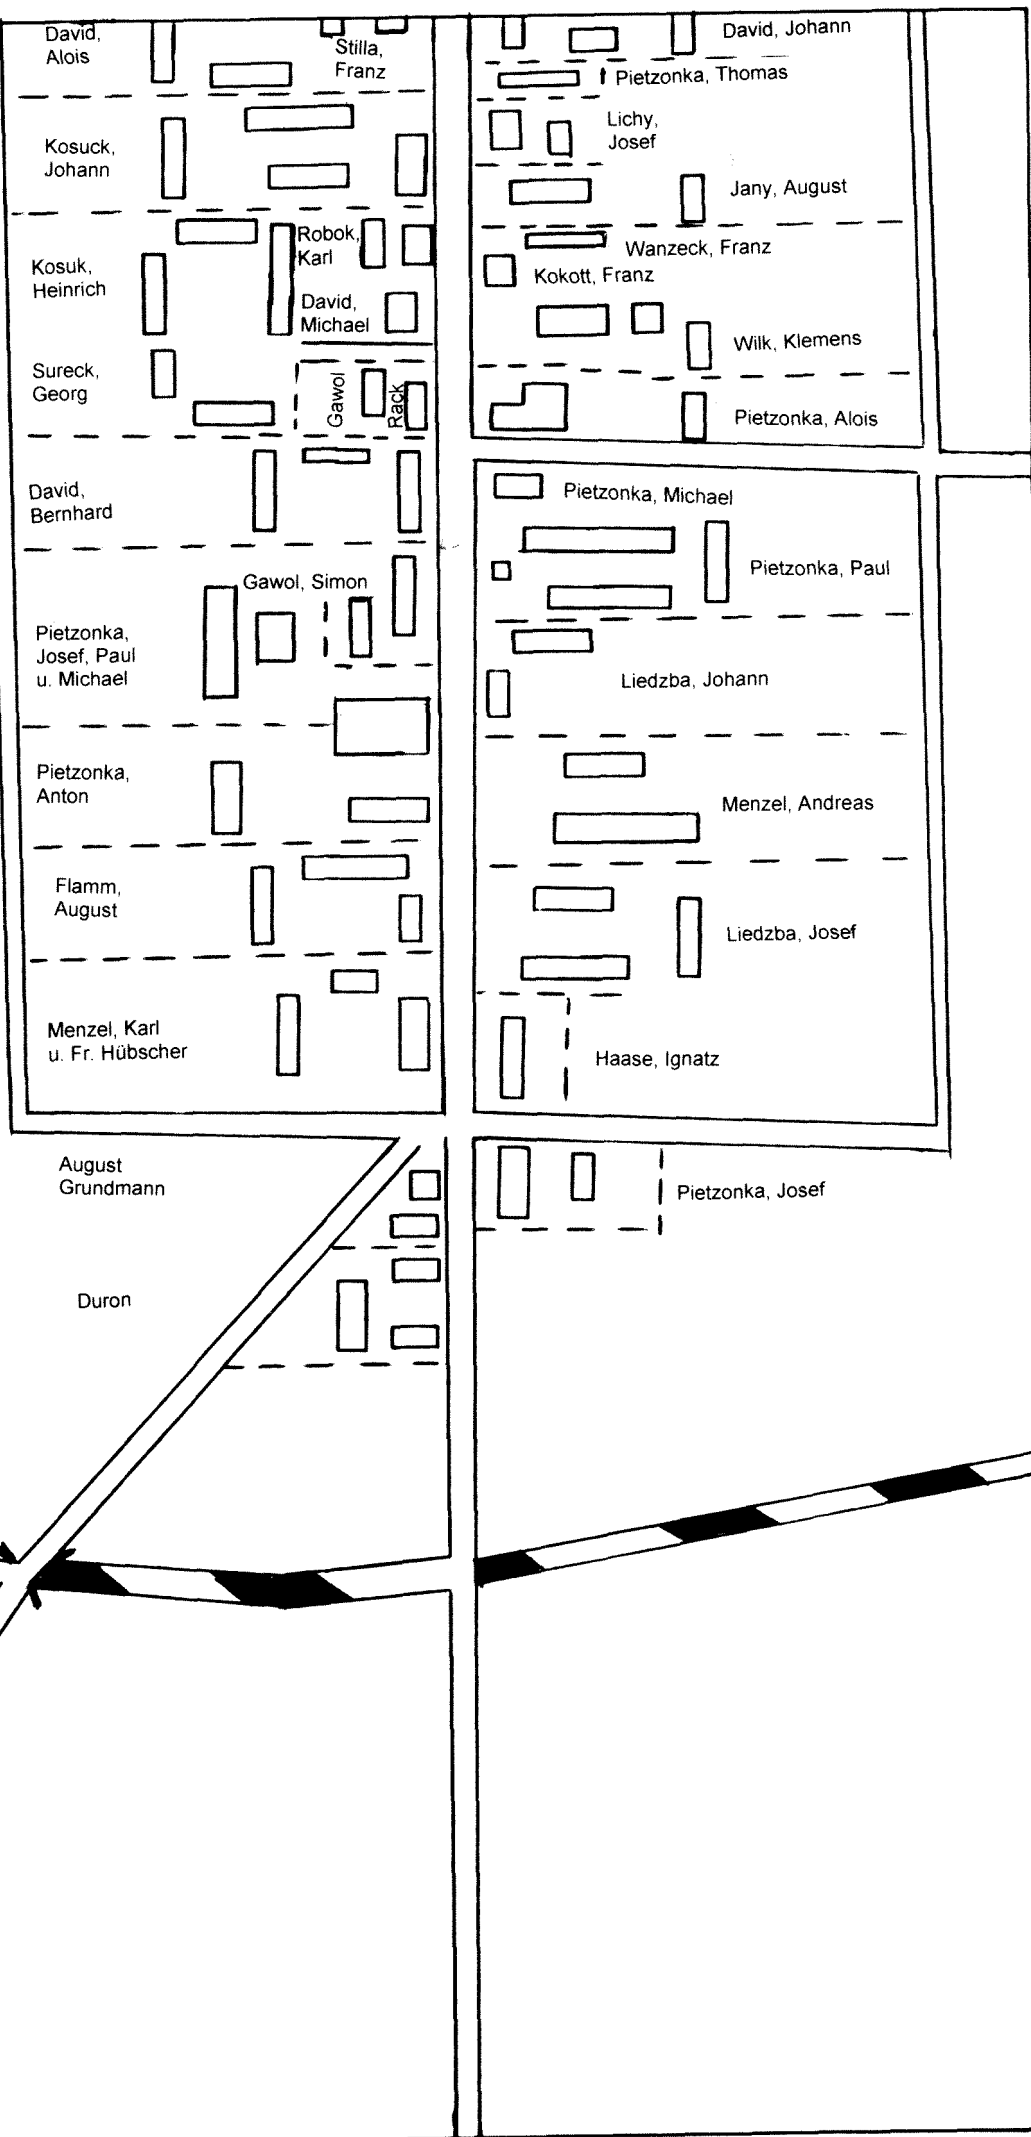 David,
Alois
Stilla,
Franz
Kosuck,
Johann
Robok,
Karl
Kosuk,
Heinrich
David,
Michael
Sureck,
Georg
Gawol
Rack
David,
Bernhard
Gawol, Simon
Pietzonka,
Josef, Paul
u. Michael
Pietzonka,
Anton
Flamm,
August
Menzel, Karl
u. Fr. Hübscher
August
Grundmann
Duron
David, Johann
Pietzonka, Thomas
Lichy,
Josef
Jany, August
Wanzeck, Franz
Kokott, Franz
Wilk, Klemens
Pietzonka, Alois
Pietzonka, Michael
Pietzonka, Paul
Liedzba, Johann
Menzel, Andreas
Liedzba, Josef
Haase, Ignatz
Pietzonka, Josef